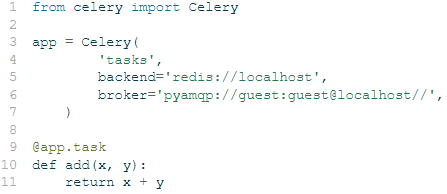 1 from celery import Celery
2
3 app = Celery(
4         'tasks',
5         backend='redis://localhost',
6         broker='pyamqp://guest:guest@localhost//',
7     )
8
9 @app.task
10 def add(x, y):
11     return x + y